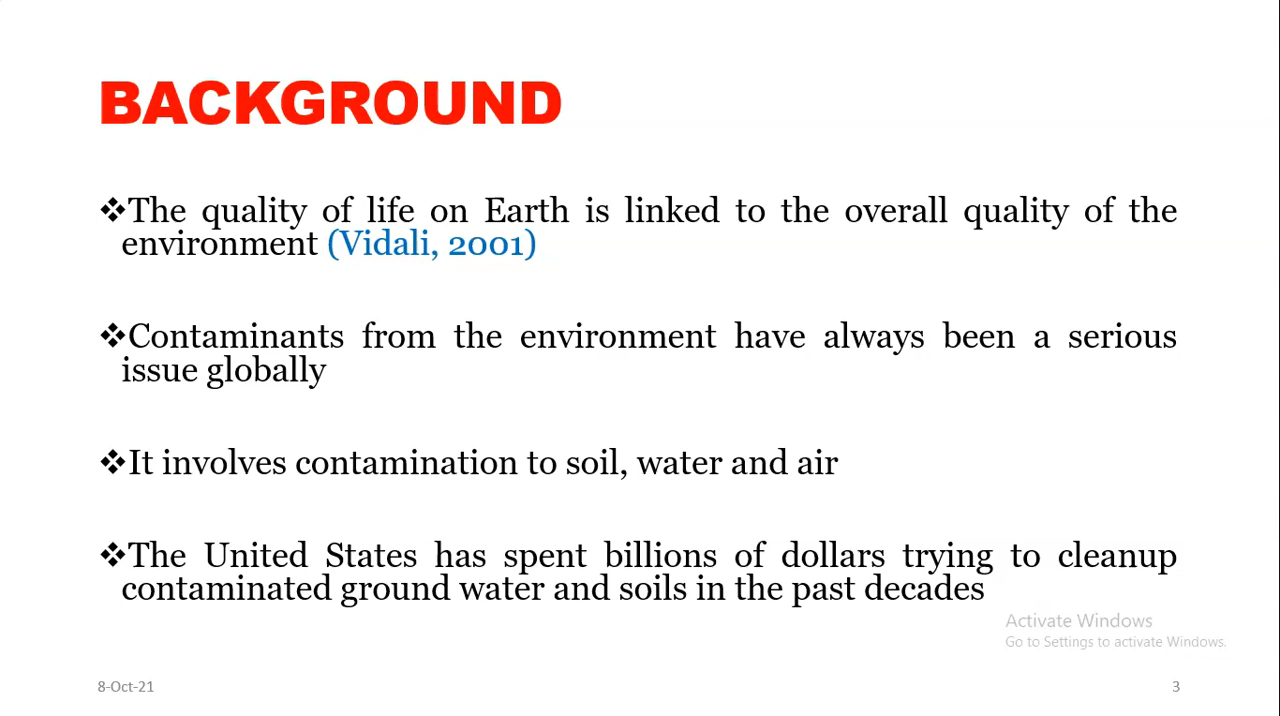 BACKGROUND
❖The quality of life on Earth is linked to the overall quality of the
environment (Vidali, 2001)
❖Contaminants from the environment have always been a serious
issue globally
❖It involves contamination to soil, water and air
❖The United States has spent billions of dollars trying to cleanup
contaminated ground water and soils in the past decades
Activate Windows
Go to Settings to activate Windows.
8-Oct-21
3